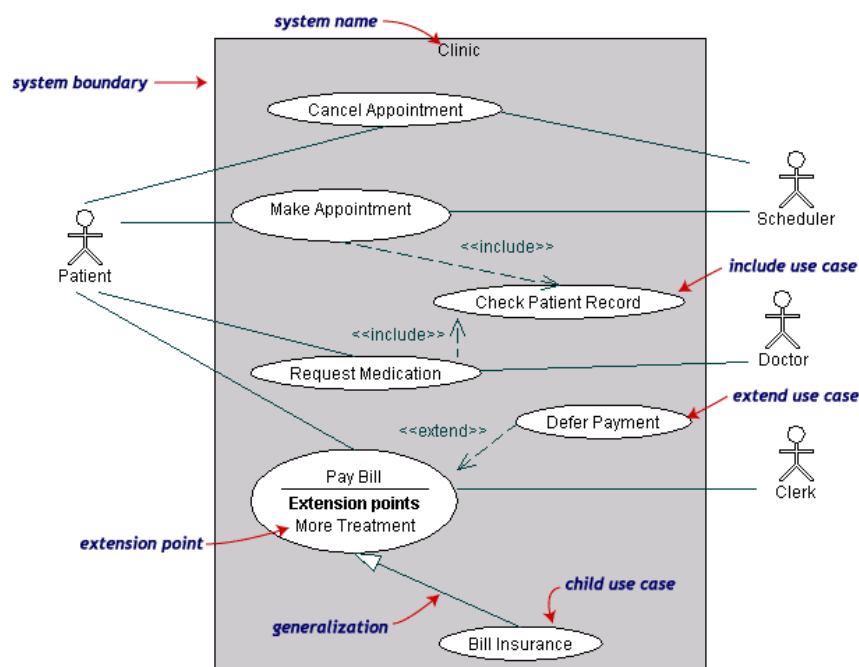 system name
Clinic
system boundary
Cancel Appointment
Make Appointment
Scheduler
<<include>>
Patient
include use case
Check Patient Record
<<include>>
Doctor
Request Medication
extend use case
Defer Payment
<<extend>>
Pay Bill
Clerk
Extension points
More Treatment
extension point
child use case
generalization
Bill Insurance